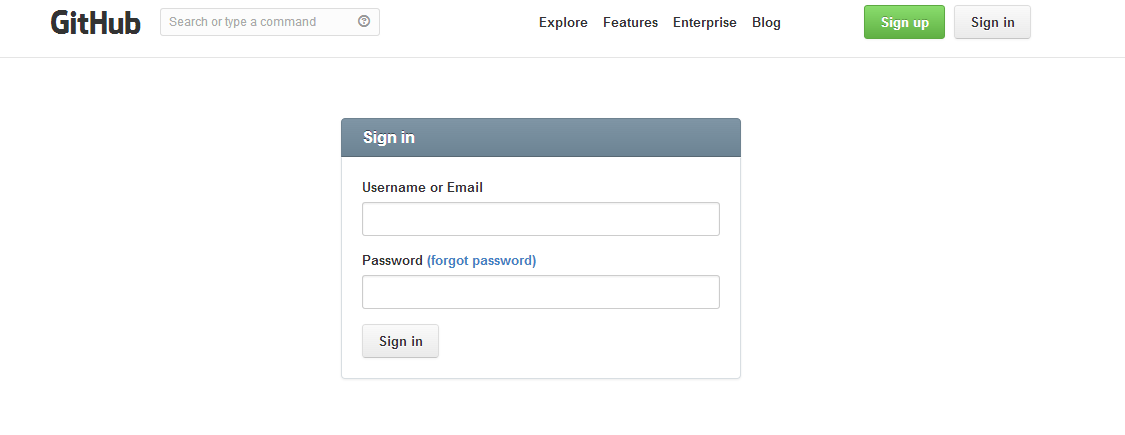 GitHub Search or type a command Explore Features Enterprise Blog Sign up Sign in
Sign in
Username or Email
Password (forgot password)
Sign in